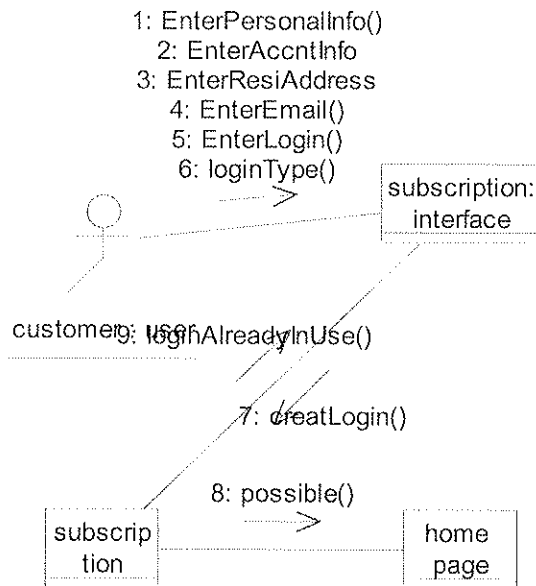 1: EnterPersonalInfo()
2: EnterAccntInfo
3: EnterResiAddress
4: EnterEmail()
5: EnterLogin()
6: loginType()
subscription:
interface
customer : user
9: loginAlreadyInUse()
7: creatLogin()
8: possible()
subscrip
tion
home
page